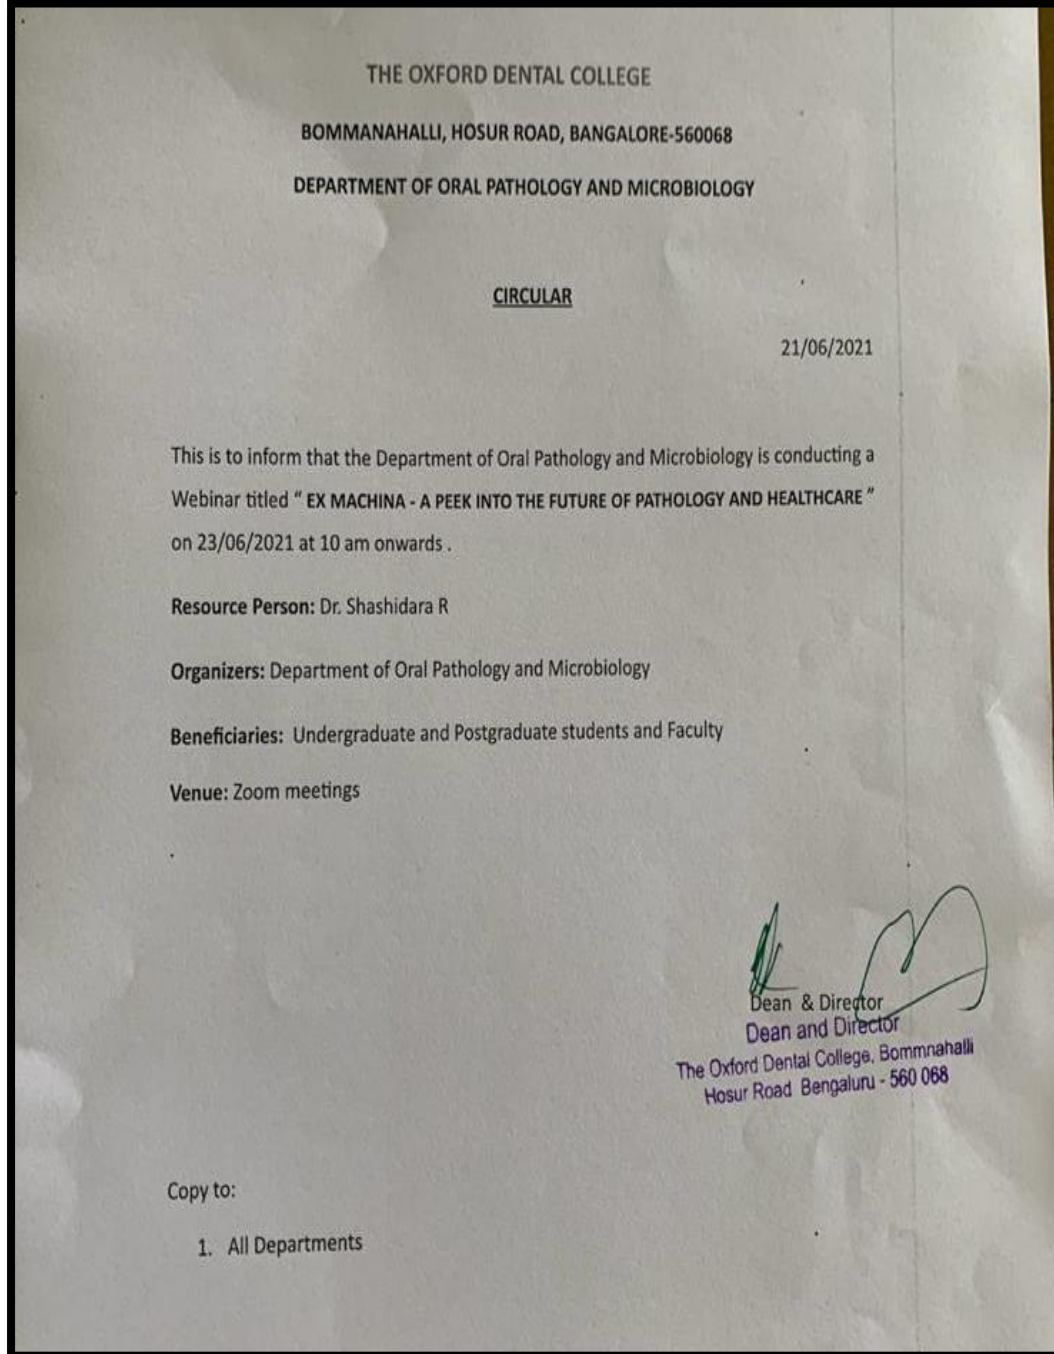 THE OXFORD DENTAL COLLEGE
BOMMANAHALLI, HOSUR ROAD, BANGALORE-560068
DEPARTMENT OF ORAL PATHOLOGY AND MICROBIOLOGY
CIRCULAR
21/06/2021
This is to inform that the Department of Oral Pathology and Microbiology is conducting a
Webinar titled “ EX MACHINA - A PEEK INTO THE FUTURE OF PATHOLOGY AND HEALTHCARE ”
on 23/06/2021 at 10 am onwards .
Resource Person: Dr. Shashidara R
Organizers: Department of Oral Pathology and Microbiology
Beneficiaries: Undergraduate and Postgraduate students and Faculty
Venue: Zoom meetings
.
Dean & Director
Dean and Director
The Oxford Dental College, Bommnahalli
Hosur Road Bengaluru - 560 068
Copy to:
1. All Departments